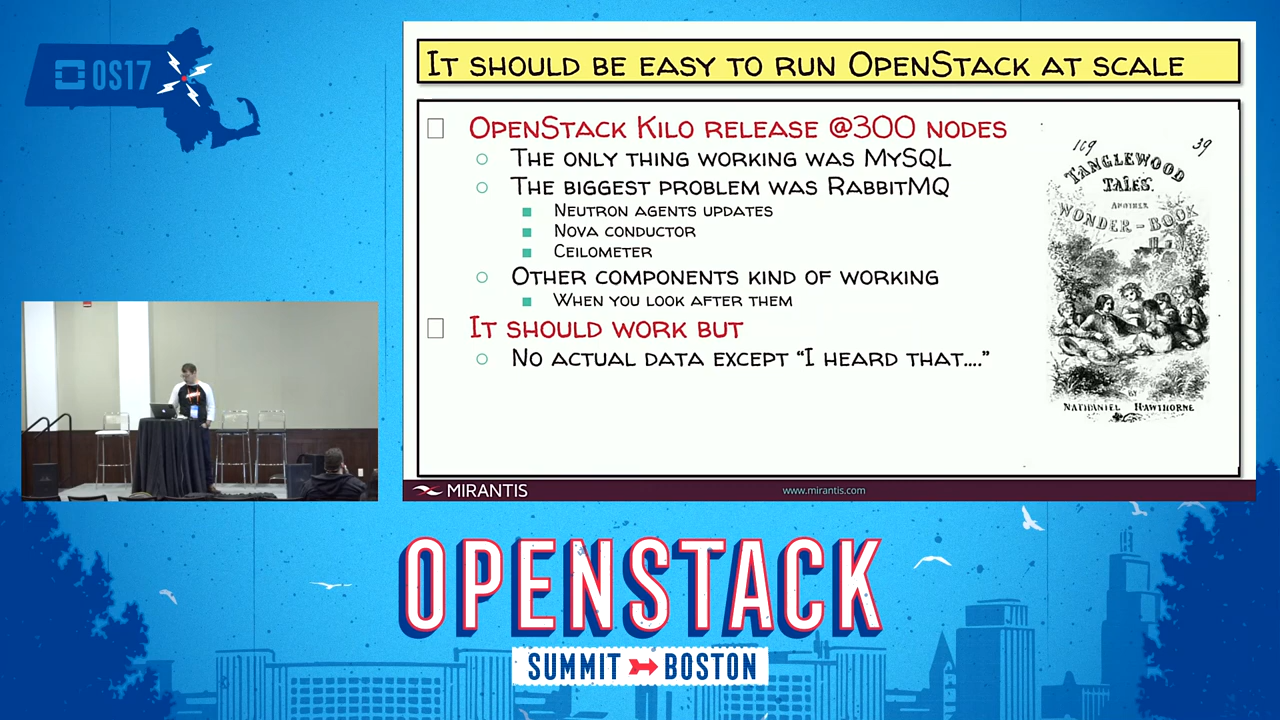 OS17
IT SHOULD BE EASY TO RUN OPENSTACK AT SCALE
OPENSTACK KILO RELEASE @300 NODES
THE ONLY THING WORKING WAS MYSQL
THE BIGGEST PROBLEM WAS RABBITMQ
NEUTRON AGENTS UPDATES
NOVA CONDUCTOR
CEILOMETER
OTHER COMPONENTS KIND OF WORKING
WHEN YOU LOOK AFTER THEM
IT SHOULD WORK BUT
NO ACTUAL DATA EXCEPT “I HEARD THAT....”
169 39
TANGLEWOOD
TALES.
ANOTHER
WONDER-BOOK
BY
NATHANIEL HAWTHORNE
MIRANTIS
www.mirantis.com
OPENSTACK
SUMMIT BOSTON